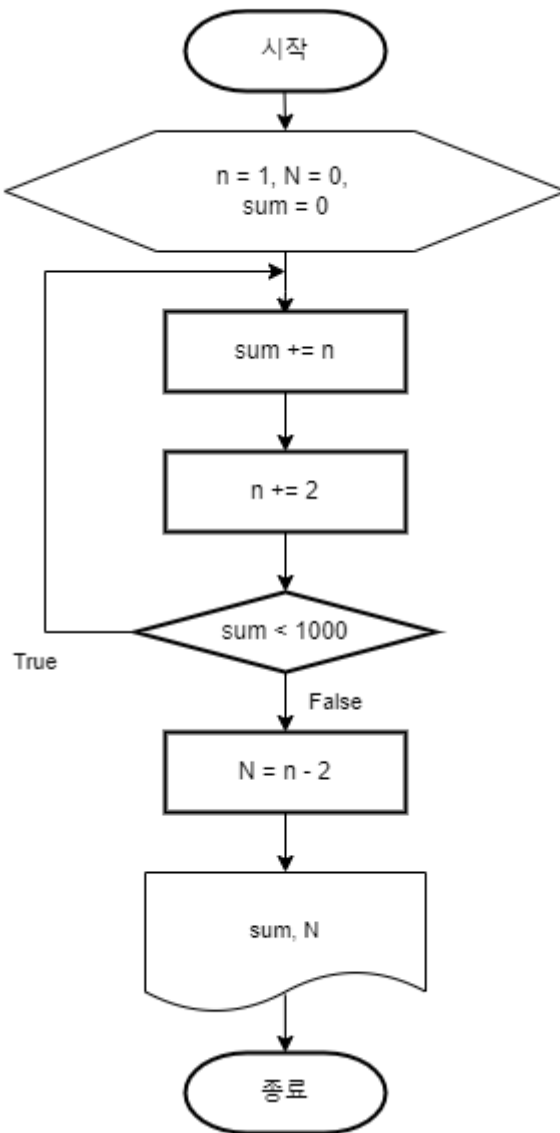 시작
n = 1, N = 0,
sum = 0
sum += n
n += 2
sum < 1000
True
False
N = n - 2
sum, N
종료